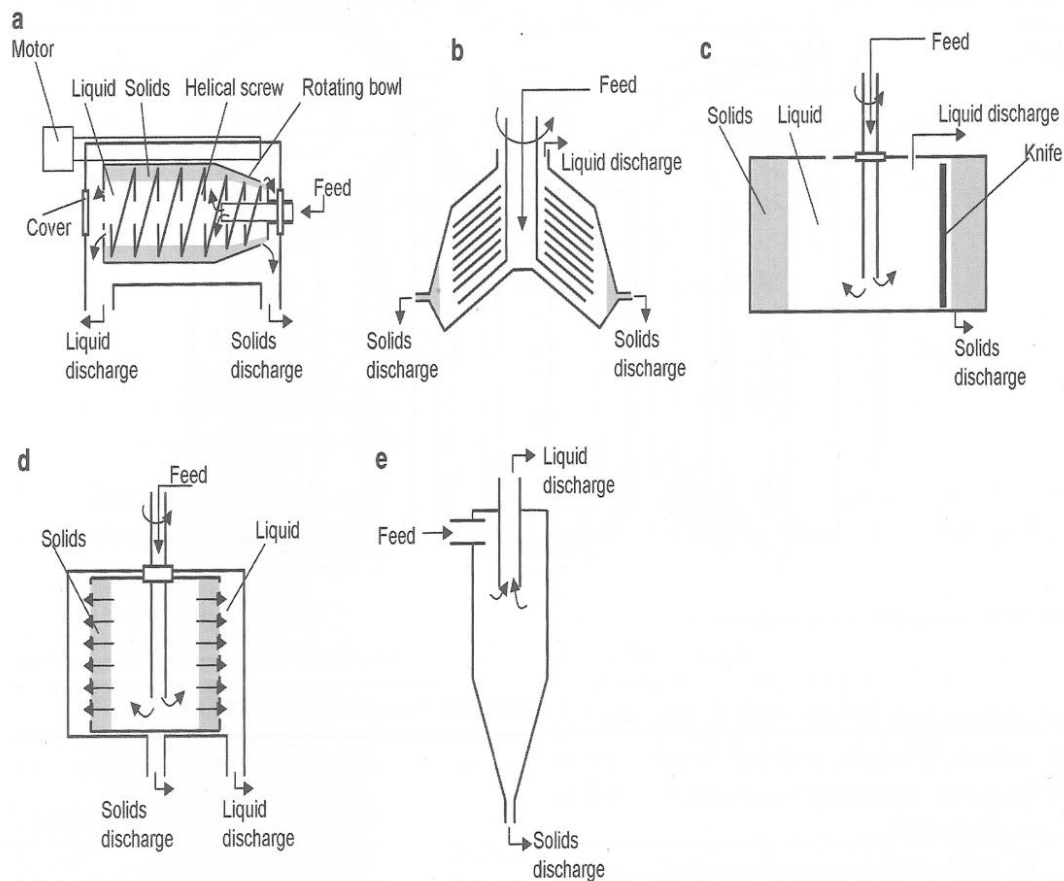 a
Motor
Liquid Solids Helical screw Rotating bowl
Feed
Cover
Liquid
discharge
Solids
discharge
b
Feed
Liquid discharge
Solids
discharge
Solids
discharge
c
Feed
Solids Liquid Liquid discharge
Knife
Solids
discharge
d
Feed
Solids
Liquid
Solids
discharge
Liquid
discharge
e
Liquid
discharge
Feed
Solids
discharge